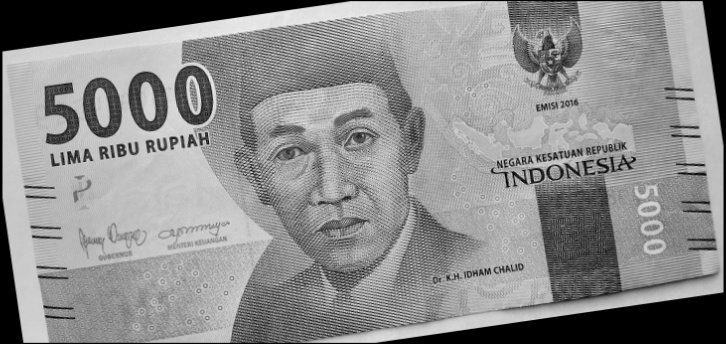 5000
LIMA RIBU RUPIAH
EMISI 2016
NEGARA KESATUAN REPUBLIK
INDONESIA
5000
GUBERNUR
MENTERI KEUANGAN
Dr. K.H. IDHAM CHALID